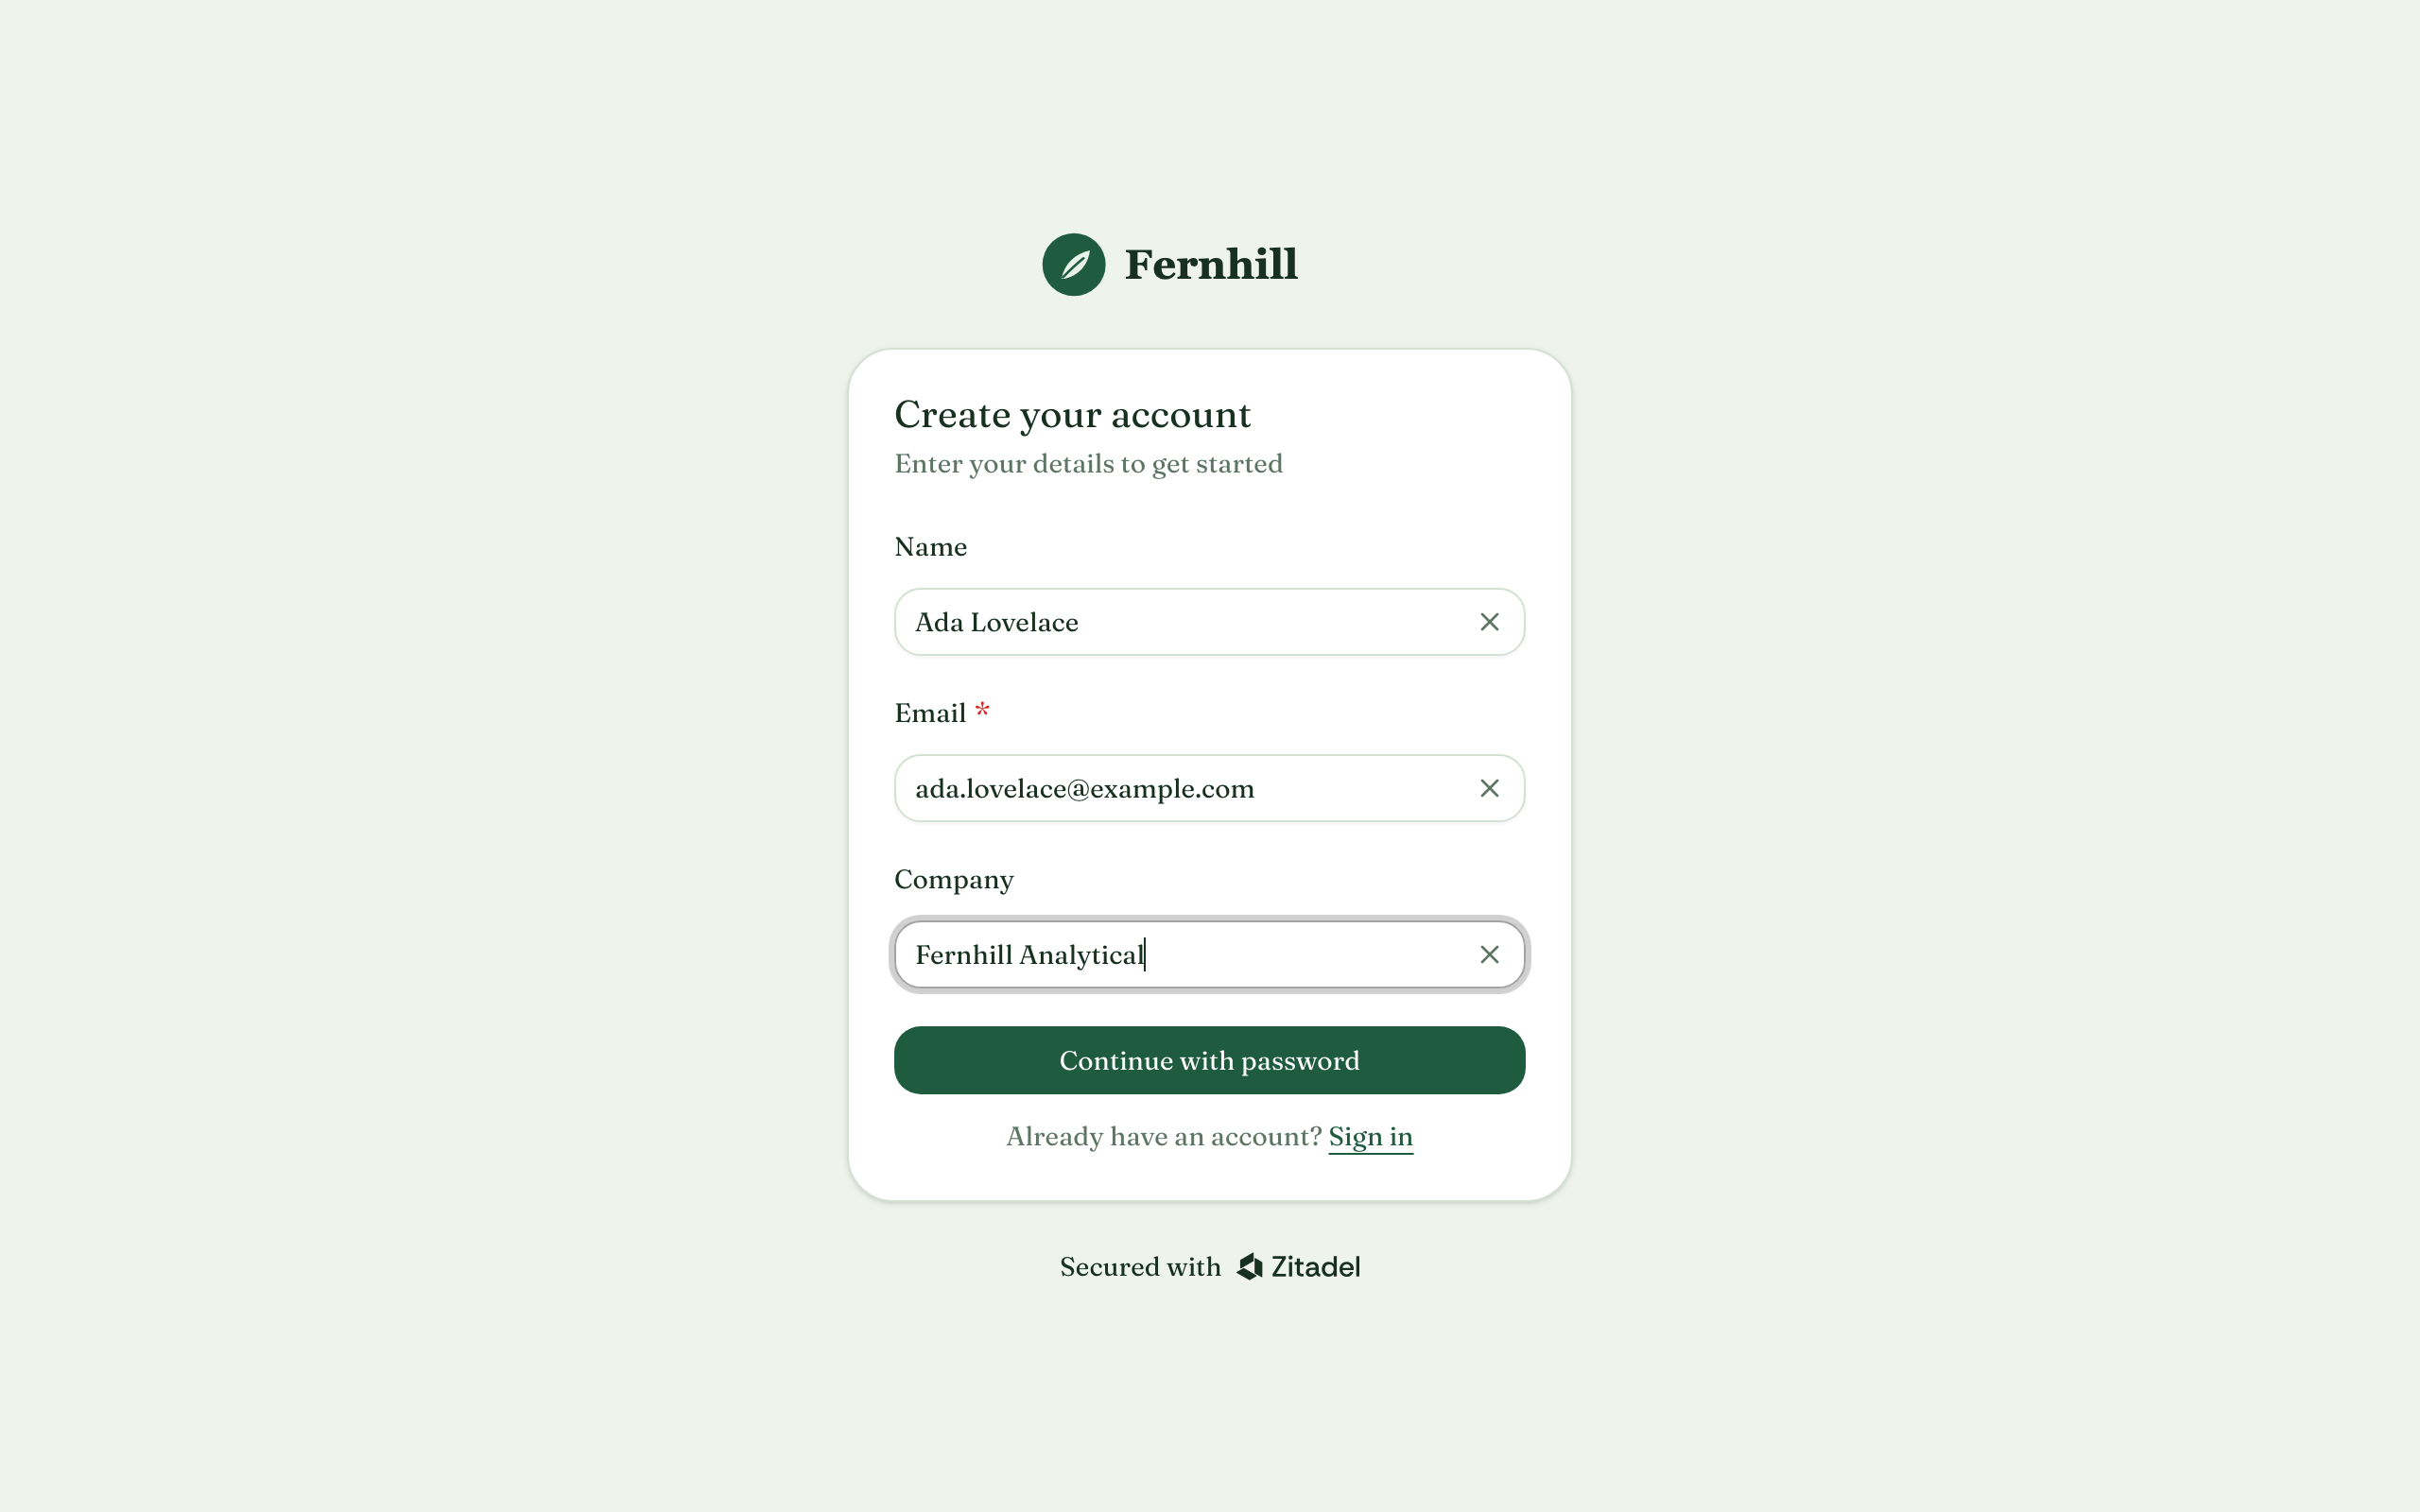 Fernhill
Create your account
Enter your details to get started
Name
Ada Lovelace
Email *
ada.lovelace@example.com
Company
Fernhill Analytical
Continue with password
Already have an account? Sign in
Secured with Zitadel